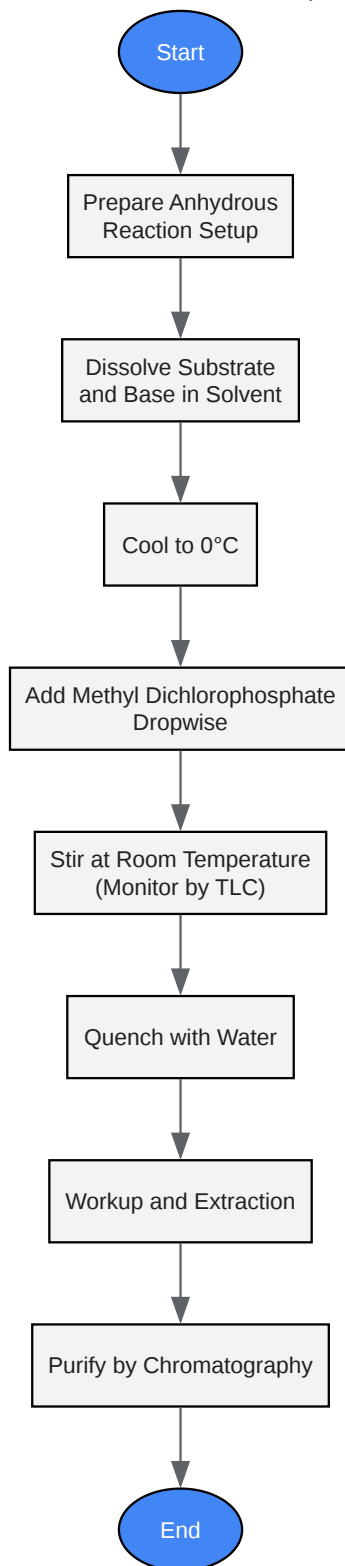 Start
Prepare Anhydrous
Reaction Setup
Dissolve Substrate
and Base in Solvent
Cool to 0°C
Add Methyl Dichlorophosphate
Dropwise
Stir at Room Temperature
(Monitor by TLC)
Quench with Water
Workup and Extraction
Purify by Chromatography
End